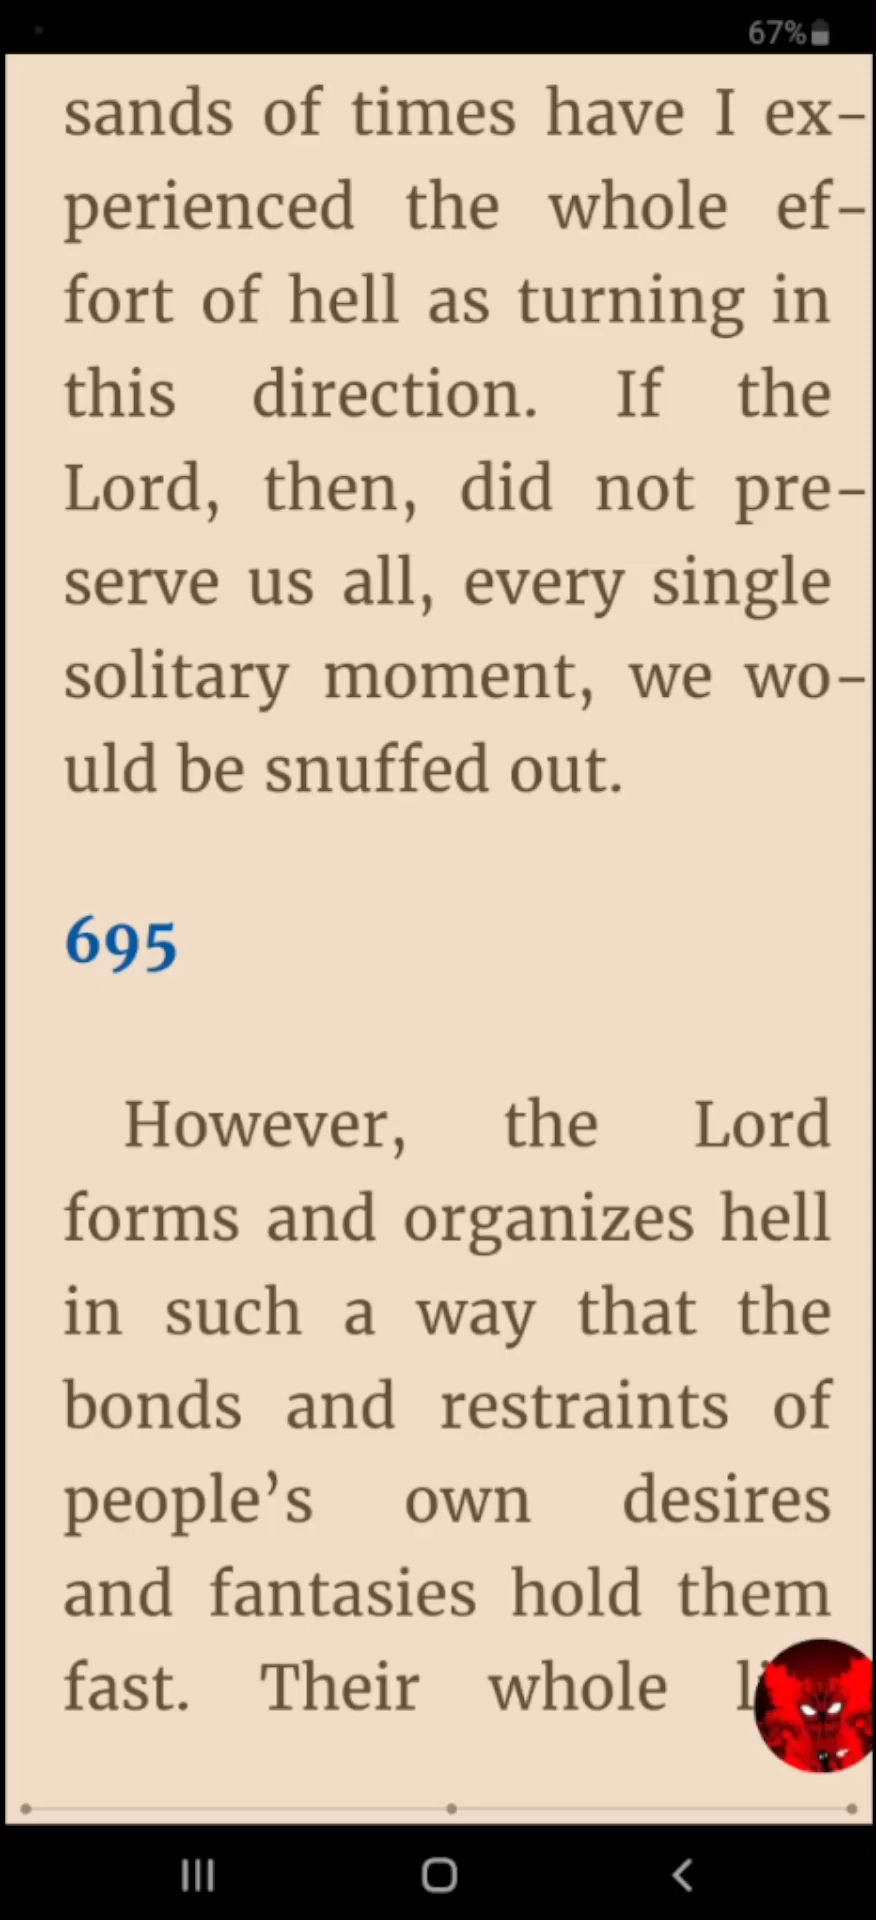 67%
sands of times have I ex-
perienced the whole ef-
fort of hell as turning in
this direction. If the
Lord, then, did not pre-
serve us all, every single
solitary moment, we wo-
uld be snuffed out.
695
However, the Lord
forms and organizes hell
in such a way that the
bonds and restraints of
people’s own desires
and fantasies hold them
fast. Their whole